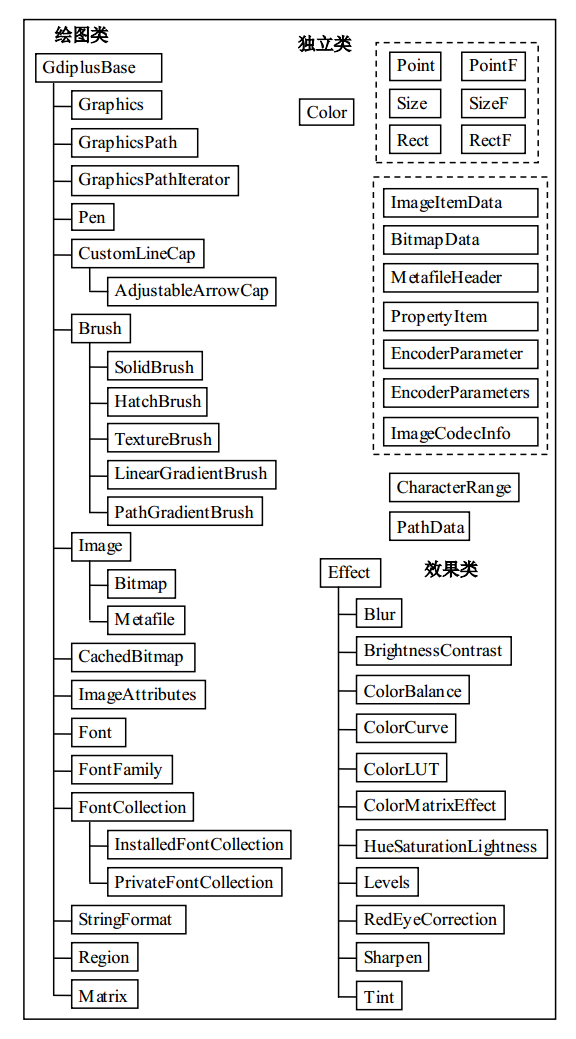 绘图类
GdiplusBase
Graphics
GraphicsPath
GraphicsPathIterator
Pen
CustomLineCap
AdjustableArrowCap
Brush
SolidBrush
HatchBrush
TextureBrush
LinearGradientBrush
PathGradientBrush
Image
Bitmap
Metafile
CachedBitmap
ImageAttributes
Font
FontFamily
FontCollection
InstalledFontCollection
PrivateFontCollection
StringFormat
Region
Matrix
独立类
Color
Point
PointF
Size
SizeF
Rect
RectF
ImageItemData
BitmapData
MetafileHeader
PropertyItem
EncoderParameter
EncoderParameters
ImageCodecInfo
CharacterRange
PathData
效果类
Effect
Blur
BrightnessContrast
ColorBalance
ColorCurve
ColorLUT
ColorMatrixEffect
HueSaturationLightness
Levels
RedEyeCorrection
Sharpen
Tint